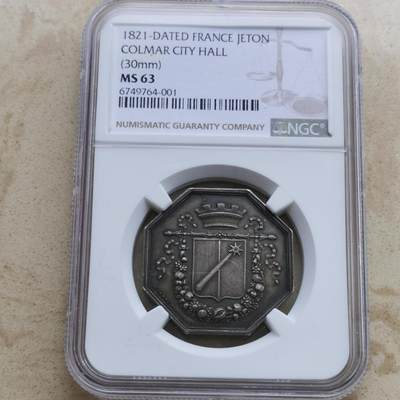 1821-DATED FRANCE JETON
COLMAR CITY HALL
(30mm)
MS 63
6749764-001
NUMISMATIC GUARANTY COMPANY
NGC